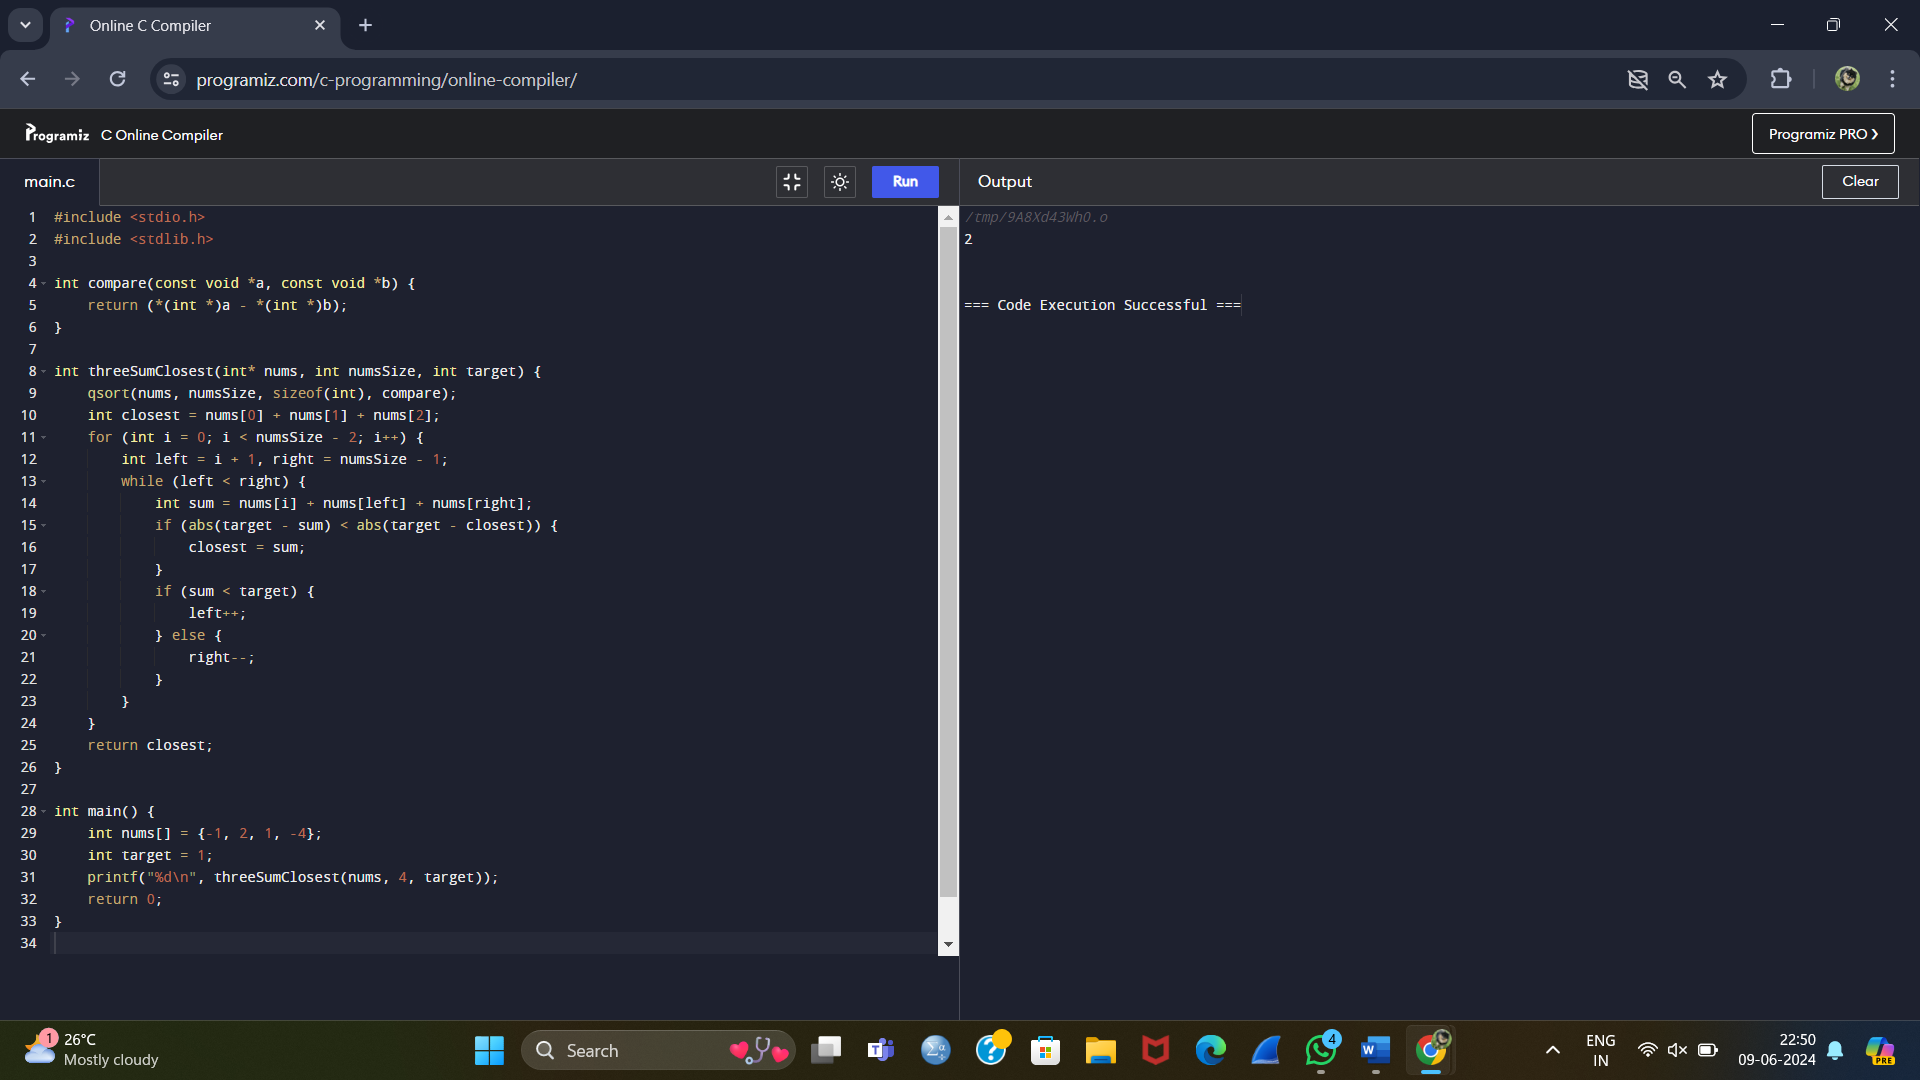 Online C Compiler
programiz.com/c-programming/online-compiler/
Programiz C Online Compiler
Programiz PRO ❯
main.c
Run
Output
Clear
1 #include <stdio.h>
2 #include <stdlib.h>
3
4 int compare(const void *a, const void *b) {
5     return (*(int *)a - *(int *)b);
6 }
7
8 int threeSumClosest(int* nums, int numsSize, int target) {
9     qsort(nums, numsSize, sizeof(int), compare);
10     int closest = nums[0] + nums[1] + nums[2];
11     for (int i = 0; i < numsSize - 2; i++) {
12         int left = i + 1, right = numsSize - 1;
13         while (left < right) {
14             int sum = nums[i] + nums[left] + nums[right];
15             if (abs(target - sum) < abs(target - closest)) {
16                 closest = sum;
17             }
18             if (sum < target) {
19                 left++;
20             } else {
21                 right--;
22             }
23         }
24     }
25     return closest;
26 }
27
28 int main() {
29     int nums[] = {-1, 2, 1, -4};
30     int target = 1;
31     printf("%d\n", threeSumClosest(nums, 4, target));
32     return 0;
33 }
34
/tmp/9A8Xd43WhO.o
2
=== Code Execution Successful ===
1
26°C
Mostly cloudy
Search
4
PRE
ENG
IN
22:50
09-06-2024